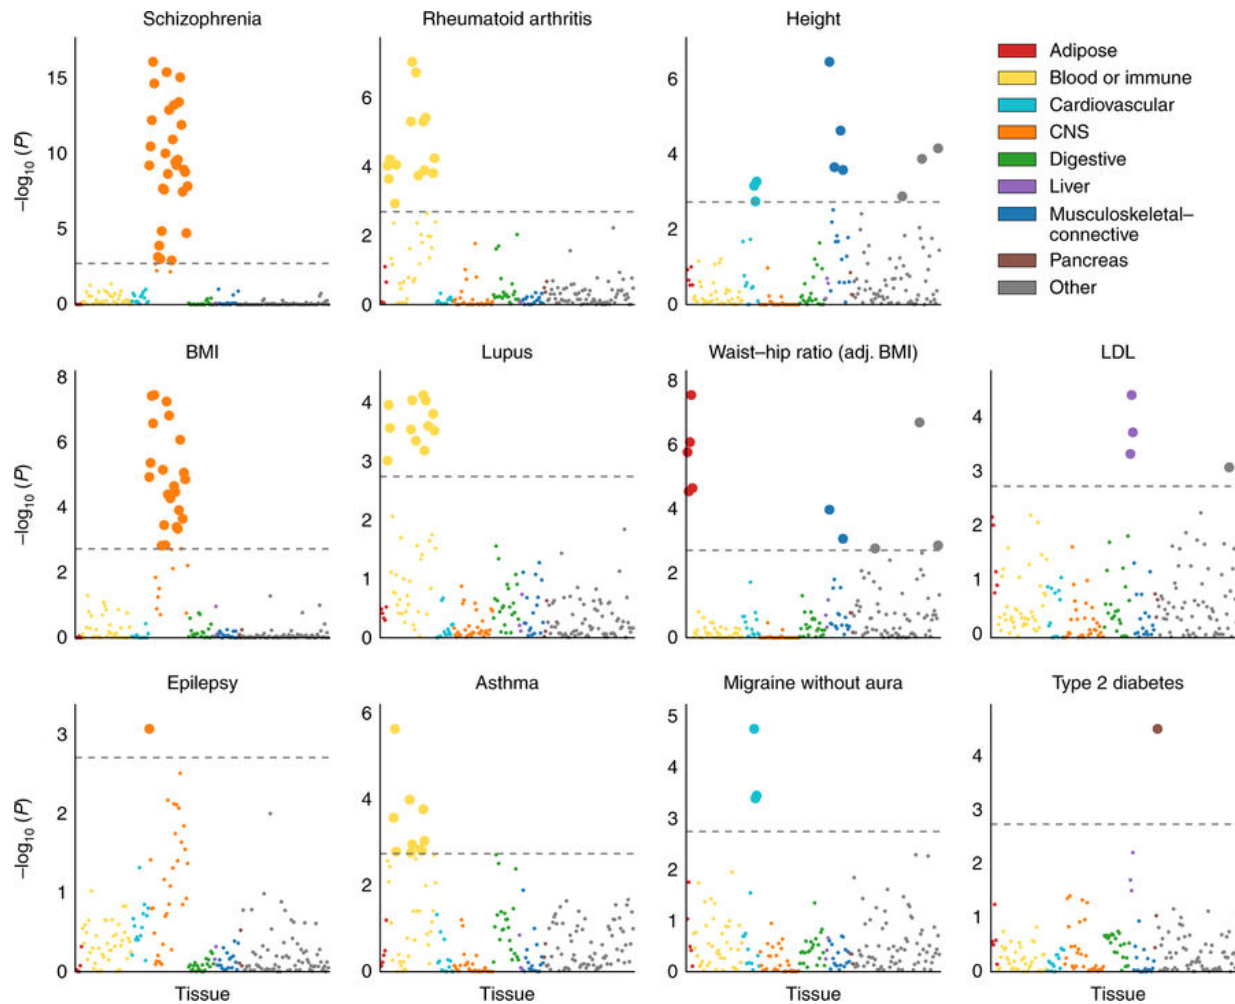 Schizophrenia
Rheumatoid arthritis
Height
–log10 (P)
15
10
5
0
6
4
2
0
6
4
2
0
Adipose
Blood or immune
Cardiovascular
CNS
Digestive
Liver
Musculoskeletal–
connective
Pancreas
Other
BMI
Lupus
Waist–hip ratio (adj. BMI)
LDL
–log10 (P)
8
6
4
2
0
4
3
2
1
0
8
6
4
2
0
4
3
2
1
0
Epilepsy
Asthma
Migraine without aura
Type 2 diabetes
–log10 (P)
3
2
1
0
6
4
2
0
5
4
3
2
1
0
4
3
2
1
0
Tissue
Tissue
Tissue
Tissue